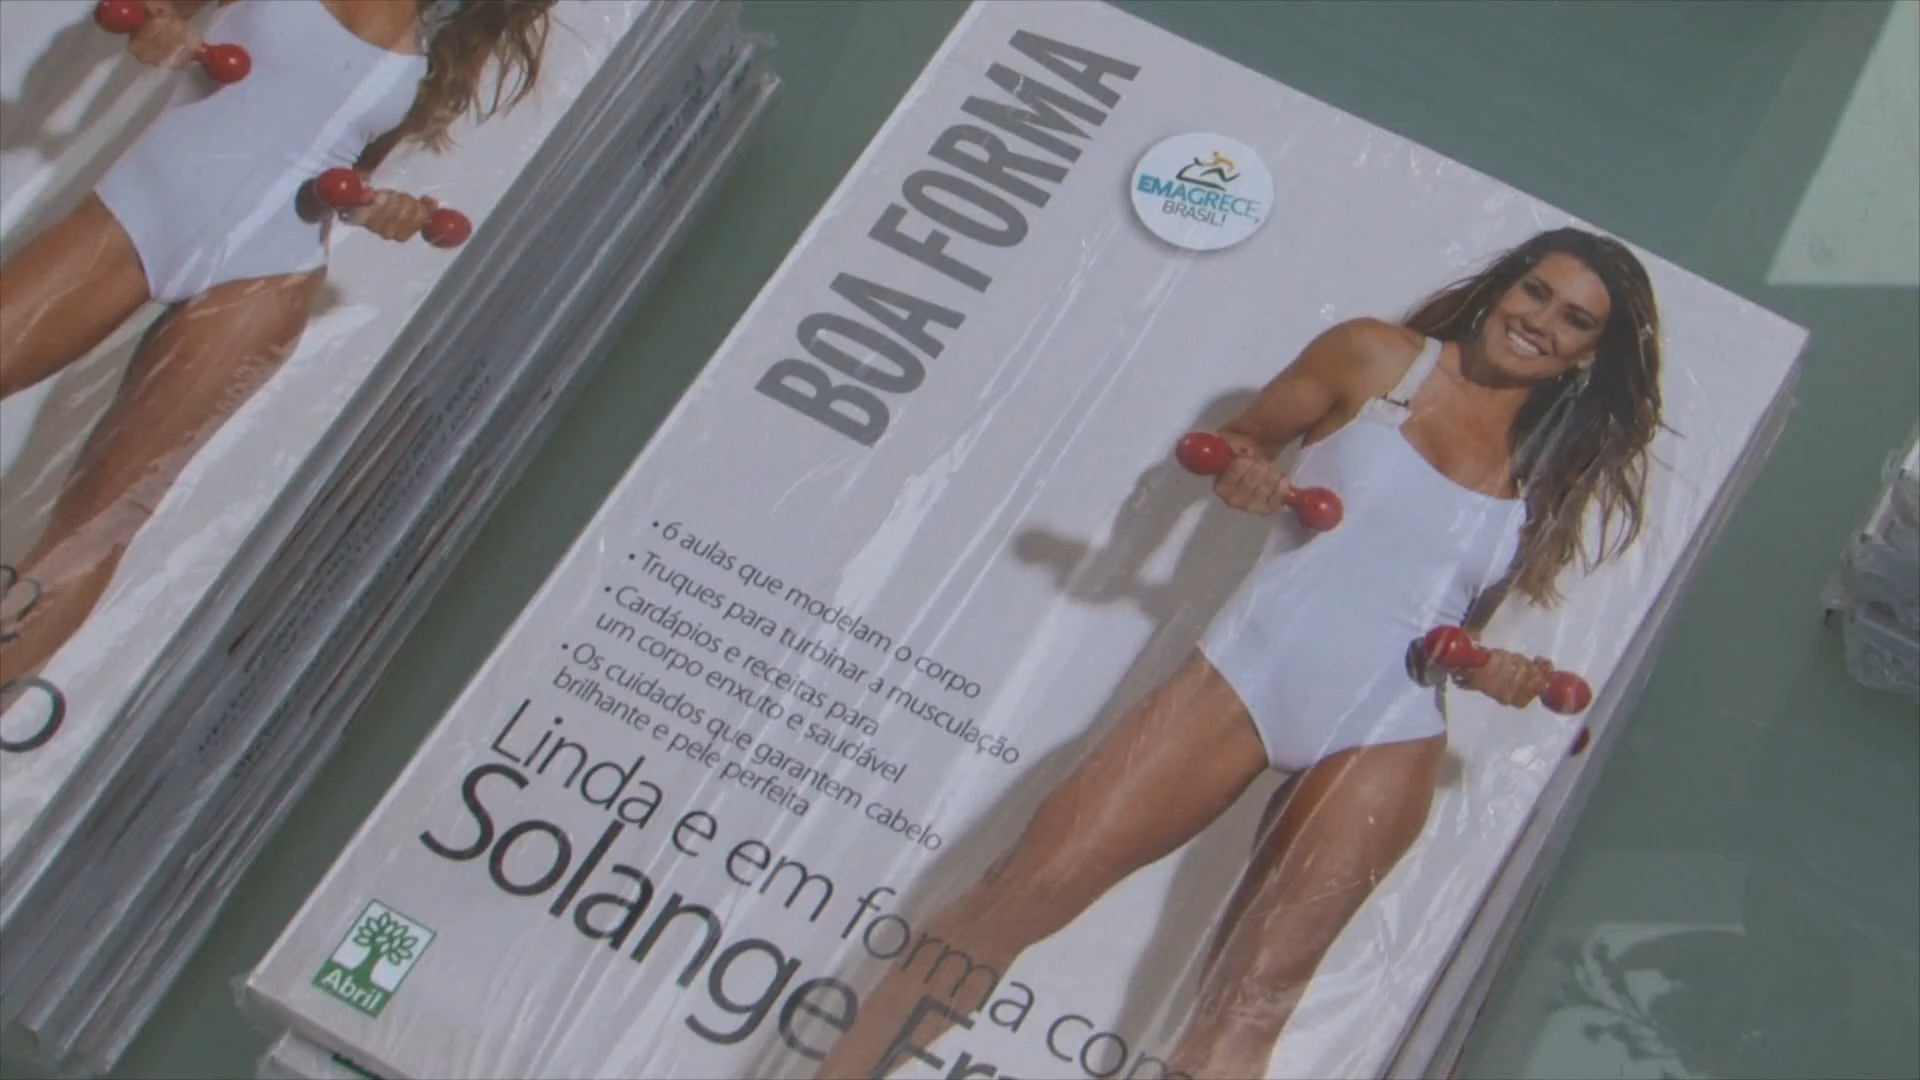 BOA FORMA
EMAGRECE,
BRASIL!
• 6 aulas que modelam o corpo
• Truques para turbinar a musculação
• Cardápios e receitas para
um corpo enxuto e saudável
• Os cuidados que garantem cabelo
brilhante e pele perfeita
Linda e em forma com
Solange
Abril